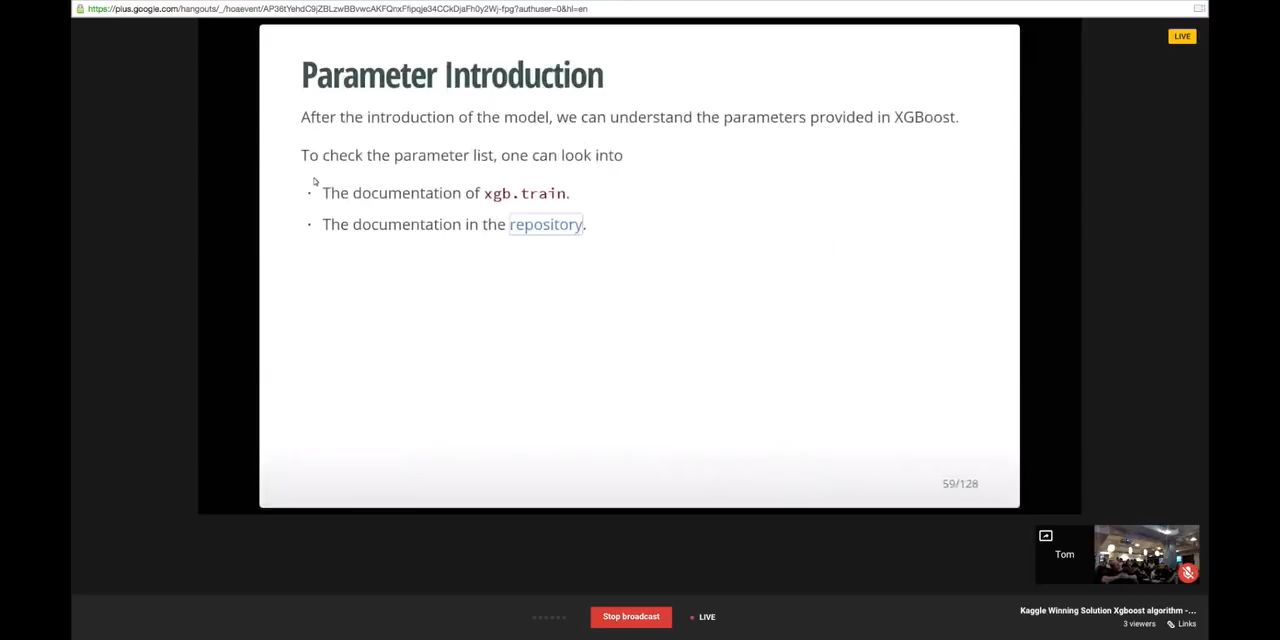 https://plus.google.com/hangouts/_/hoaevent/AP36tYehdC9jZBLzwBBvwcAKFQnxFfipqje34CCkDjaFh0y2Wj-fpg?authuser=0&hl=en
LIVE
Parameter Introduction
After the introduction of the model, we can understand the parameters provided in XGBoost.
To check the parameter list, one can look into
· The documentation of xgb.train.
· The documentation in the repository.
59/128
Tom
Stop broadcast
LIVE
Kaggle Winning Solution Xgboost algorithm -...
3 viewers
Links